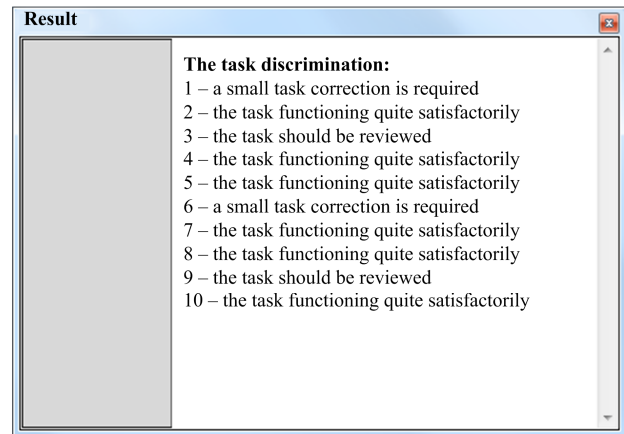 Result
The task discrimination:
1 – a small task correction is required
2 – the task functioning quite satisfactorily
3 – the task should be reviewed
4 – the task functioning quite satisfactorily
5 – the task functioning quite satisfactorily
6 – a small task correction is required
7 – the task functioning quite satisfactorily
8 – the task functioning quite satisfactorily
9 – the task should be reviewed
10 – the task functioning quite satisfactorily